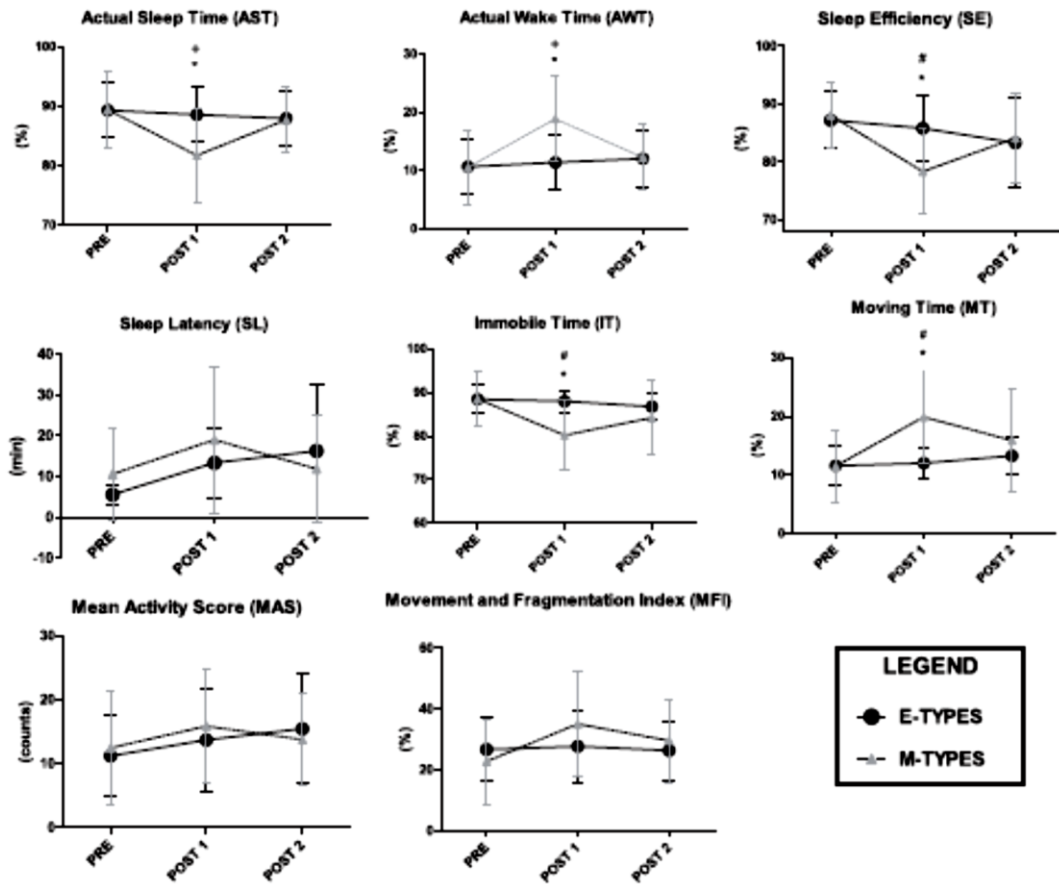 Actual Sleep Time (AST)
Actual Wake Time (AWT)
Sleep Efficiency (SE)
100
90
80
70
(%)
*
PRE
POST 1
POST 2
30
20
10
0
(%)
*
PRE
POST 1
POST 2
100
90
80
70
(%)
#
*
PRE
POST 1
POST 2
Sleep Latency (SL)
Immobile Time (IT)
Moving Time (MT)
40
30
20
10
0
-10
(min)
PRE
POST 1
POST 2
100
90
80
70
60
(%)
#
*
PRE
POST 1
POST 2
30
20
10
0
(%)
#
*
PRE
POST 1
POST 2
Mean Activity Score (MAS)
Movement and Fragmentation Index (MFI)
30
20
10
0
(counts)
PRE
POST 1
POST 2
60
40
20
0
(%)
PRE
POST 1
POST 2
LEGEND
E-TYPES
M-TYPES